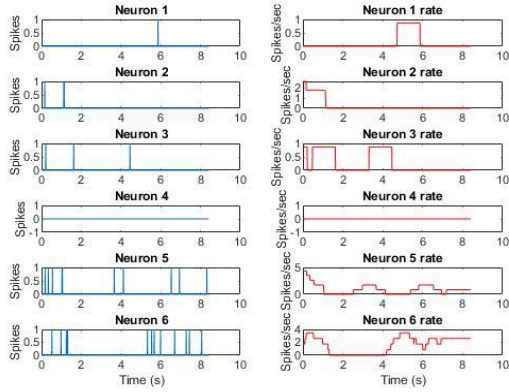 Neuron 1
Neuron 1 rate
Spikes
1
0.5
0
0 2 4 6 8 10
Spikes/sec
1
0.5
0
0 2 4 6 8 10
Neuron 2
Neuron 2 rate
Spikes
1
0.5
0
0 2 4 6 8 10
Spikes/sec
2
1
0
0 2 4 6 8 10
Neuron 3
Neuron 3 rate
Spikes
1
0.5
0
0 2 4 6 8 10
Spikes/sec
1
0.5
0
0 2 4 6 8 10
Neuron 4
Neuron 4 rate
Spikes
1
0
-1
0 2 4 6 8 10
Spikes/sec
1
0
-1
0 2 4 6 8 10
Neuron 5
Neuron 5 rate
Spikes
1
0.5
0
0 2 4 6 8 10
Spikes/sec
5
0
0 2 4 6 8 10
Neuron 6
Neuron 6 rate
Spikes
1
0.5
0
0 2 4 6 8 10
Spikes/sec
4
2
0
0 2 4 6 8 10
Time (s)
Time (s)